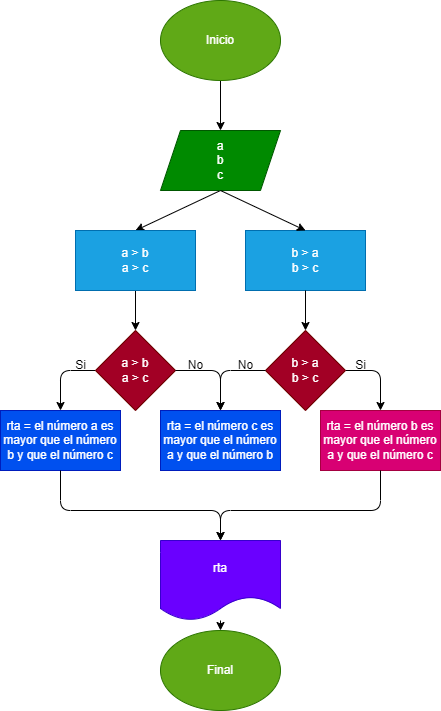 Inicio
a
b
c
a > b
a > c
b > a
b > c
Si
a > b
a > c
No
No
b > a
b > c
Si
rta = el número a es
mayor que el número
b y que el número c
rta = el número c es
mayor que el número
a y que el número b
rta = el número b es
mayor que el número
a y que el número c
rta
Final